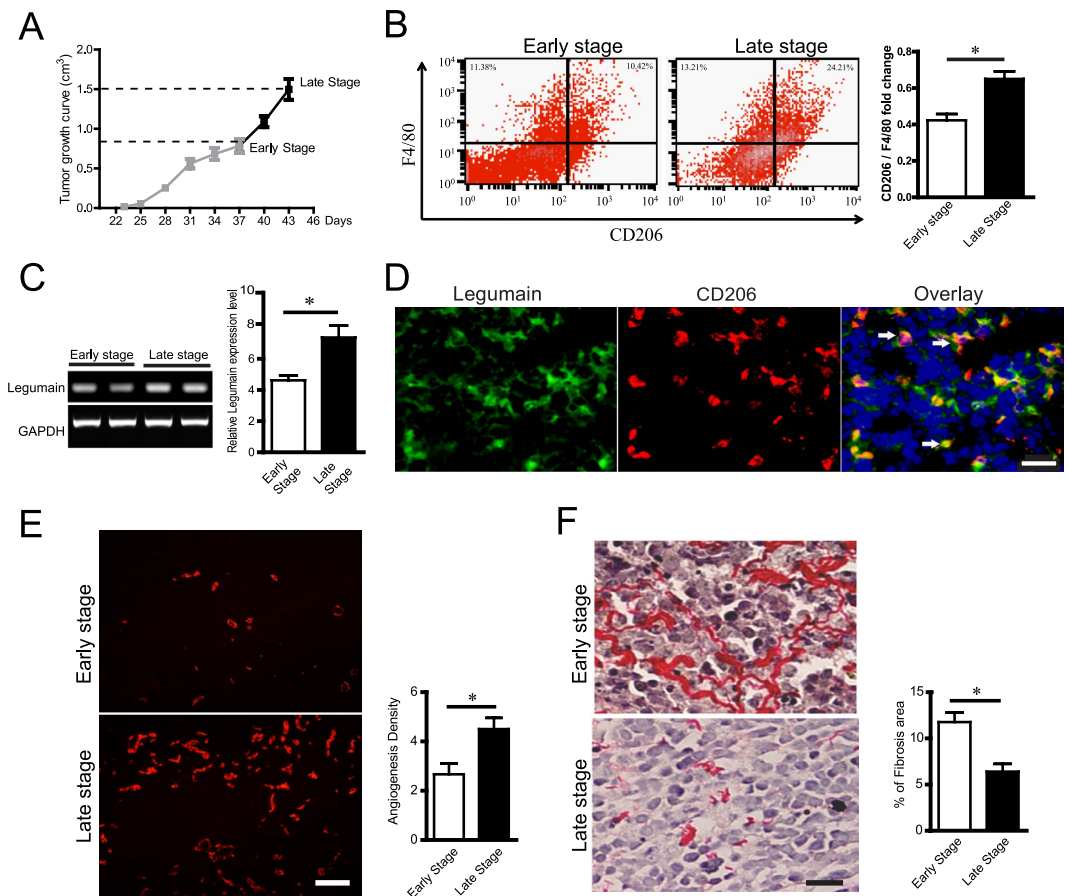 A
Tumor growth curve (cm3)
2.0
1.5
1.0
0.5
0.0
22 25 28 31 34 37 40 43 46 Days
Late Stage
Early Stage
B
Early stage
Late stage
11.38% 10.42%
13.21% 24.21%
10⁴
10³
10²
10¹
10⁰
10⁰ 10¹ 10² 10³ 10⁴
10⁰ 10¹ 10² 10³ 10⁴
F4/80
CD206
CD206 / F4/80 fold change
0.8
0.6
0.4
0.2
0.0
*
Early stage
Late Stage
C
Early stage Late stage
Legumain
GAPDH
Relative Legumain expression level
10
8
6
4
2
0
*
Early
Stage
Late
Stage
D
Legumain
CD206
Overlay
E
Early stage
Late stage
Angiogenesis Density
6
4
2
0
*
Early Stage
Late Stage
F
Early stage
Late stage
% of Fibrosis area
15
10
5
0
*
Early Stage
Late Stage